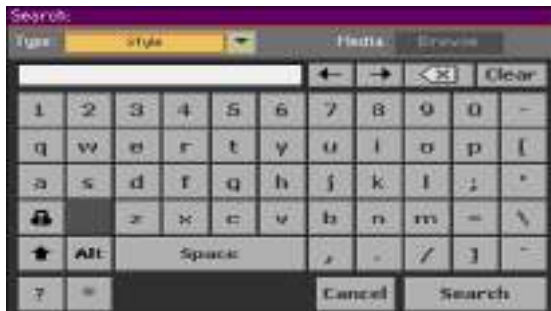 Search:
Type: Style Media: Browse
← → ⌫ Clear
1 2 3 4 5 6 7 8 9 0 -
q w e r t y u i o p [
a s d f g h j k l ; '
z x c v b n m = \
Alt Space , . / ]
? Cancel Search